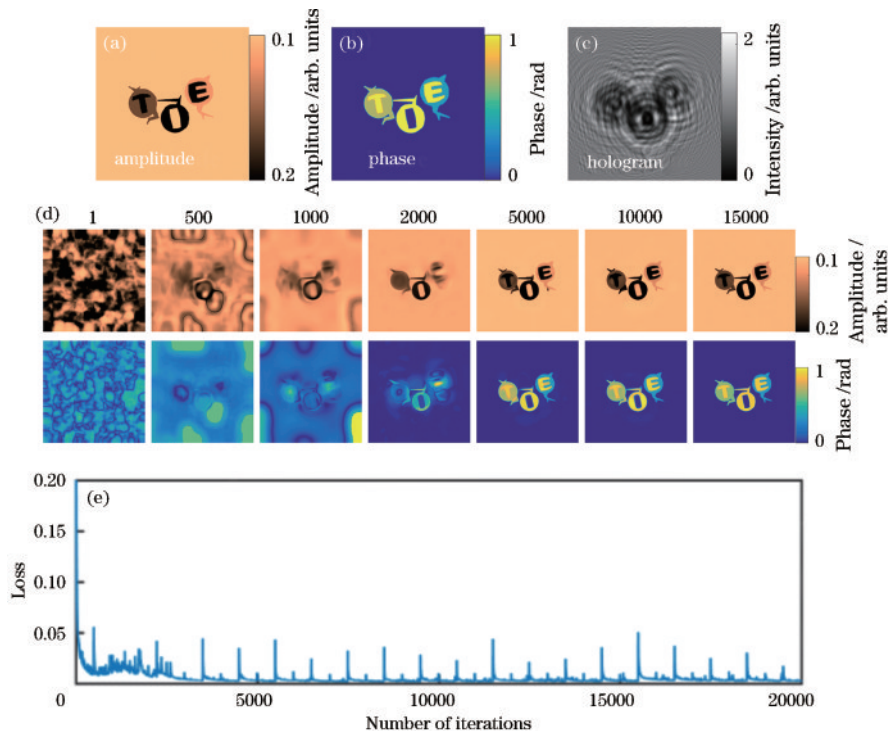 (a)
amplitude
0.1
0.2
Amplitude /arb. units
(b)
phase
1
0
Phase /rad
(c)
hologram
2
0
Intensity /arb. units
T I E
T I E
(d)
1 500 1000 2000 5000 10000 15000
0.1
0.2
Amplitude /
arb. units
1
0
Phase /rad
(e)
0.20
0.15
0.10
0.05
Loss
0 5000 10000 15000 20000
Number of iterations